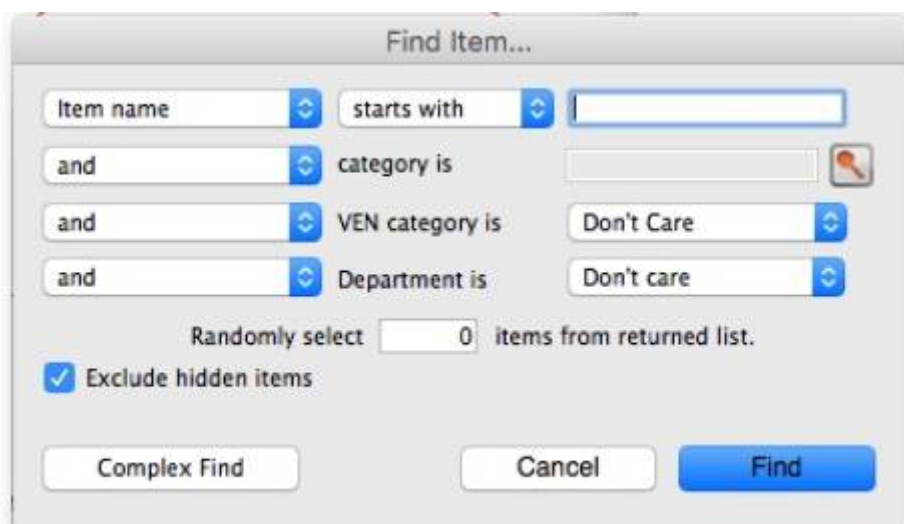 Find Item...
Item name starts with
and category is
and VEN category is Don't Care
and Department is Don't care
Randomly select 0 items from returned list.
Exclude hidden items
Complex Find Cancel Find